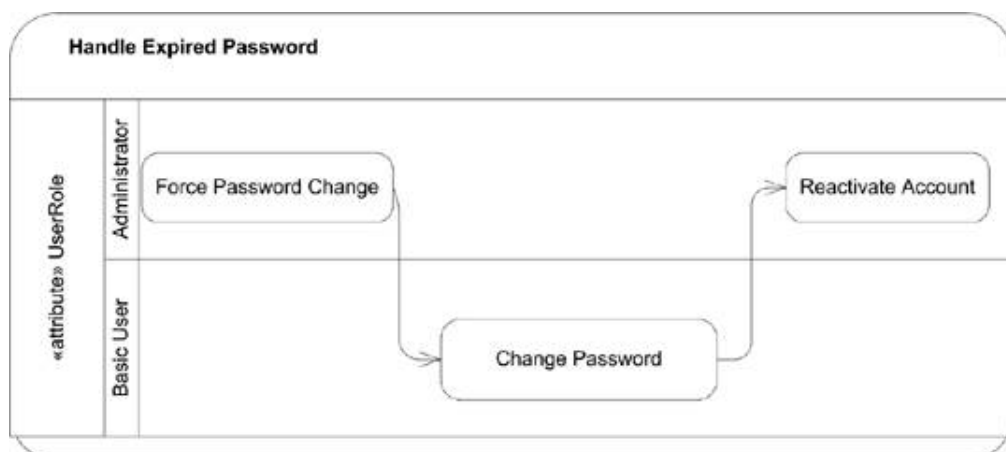 Handle Expired Password
«attribute» UserRole
Administrator
Force Password Change
Reactivate Account
Basic User
Change Password